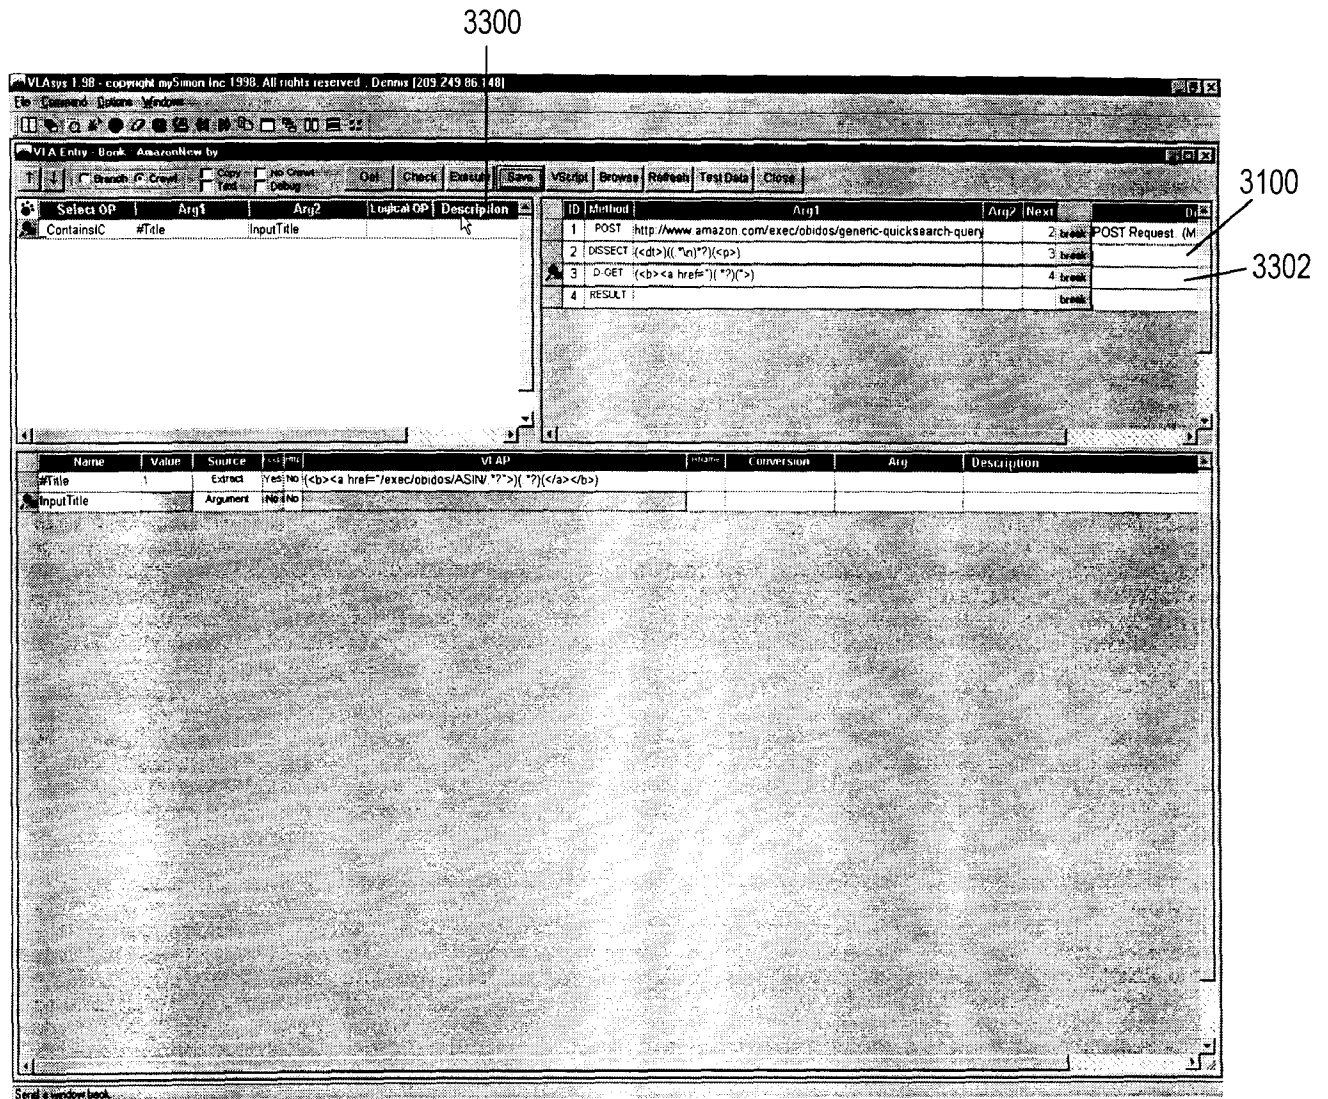 3300
VLAsys 1.98 - copyright mySimon Inc 1998. All rights reserved . Dennis [209 249 86 148]
File Command Options Windows
VLA Entry - Book - AmazonNew by
Branch Crawl Copy Test No Crawl Debug Get Check Execute Save VScript Browse Refresh Test Data Close
3100
Select OP Arg1 Arg2 Logical OP Description
_ContainsIC #Title InputTitle
ID Method Arg1 Arg2 Next
1 POST http://www.amazon.com/exec/obidos/generic-quicksearch-query 2 break POST Request. (M
2 DISSECT (<dt>)((."\n)*?)(<p>) 3 break
3 D-GET (<b><a href=")( "?)(">) 4 break
3302
4 RESULT break
Name Value Source VLAP Conversion Arg Description
#Title 1 Extract Yes No (<b><a href="/exec/obidos/ASIN/."?">)( "?)(</a></b>)
InputTitle Argument No No
Send a window back